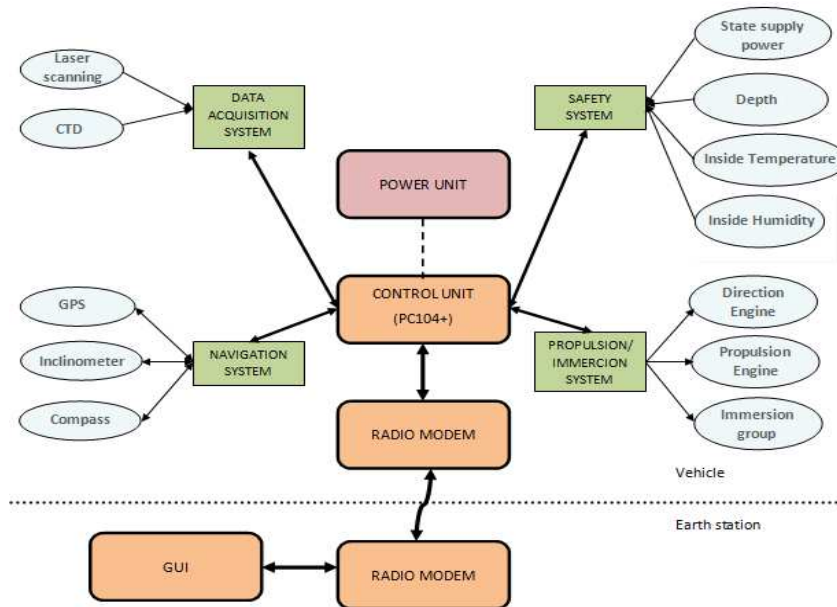 State supply
power
Laser
scanning
DATA
ACQUISITION
SYSTEM
SAFETY
SYSTEM
Depth
CTD
Inside Temperature
POWER UNIT
Inside Humidity
CONTROL UNIT
(PC104+)
GPS
Direction
Engine
Inclinometer
NAVIGATION
SYSTEM
PROPULSION/
IMMERCION
SYSTEM
Propulsion
Engine
Compass
Immersion
group
RADIO MODEM
Vehicle
Earth station
GUI
RADIO MODEM